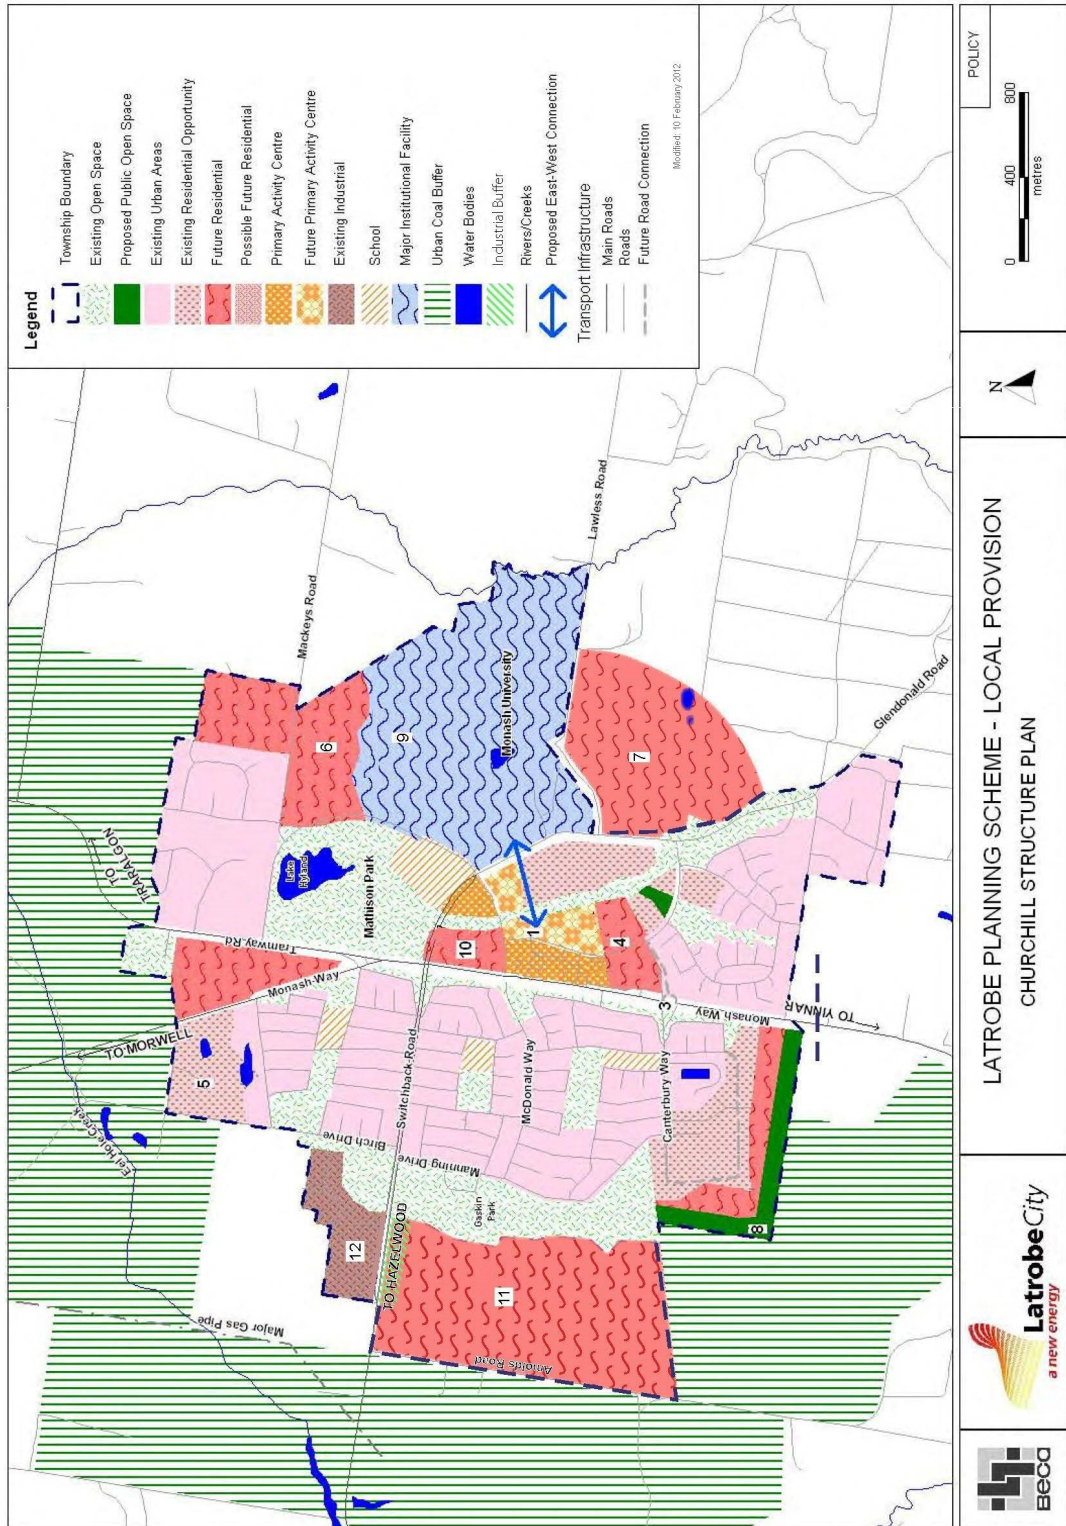 Legend
Township Boundary
Existing Open Space
Proposed Public Open Space
Existing Urban Areas
Existing Residential Opportunity
Future Residential
Possible Future Residential
Primary Activity Centre
Future Primary Activity Centre
Existing Industrial
School
Major Institutional Facility
Urban Coal Buffer
Water Bodies
Industrial Buffer
Rivers/Creeks
Proposed East-West Connection
Transport Infrastructure
Main Roads
Roads
Future Road Connection
Modified: 10 February 2012
TO
TRARALGON
Mackeys Road
Lawless Road
Glendonald Road
6
9
Monash University
7
Lake
Hyland
Mathison Park
Tramway Rd
Monash Way
TO MORWELL
5
10
1
4
3
Monash Way
TO YINNAR
Eel Hole Creek
Birch Drive
Switchback Road
McDonald Way
Canterbury Way
Manning Drive
Gaskin
Park
12
TO HAZELWOOD
11
8
Major Gas Pipe
Arnolds Road
POLICY
0
400
800
metres
N
LATROBE PLANNING SCHEME - LOCAL PROVISION
CHURCHILL STRUCTURE PLAN
LatrobeCity
a new energy
Beca